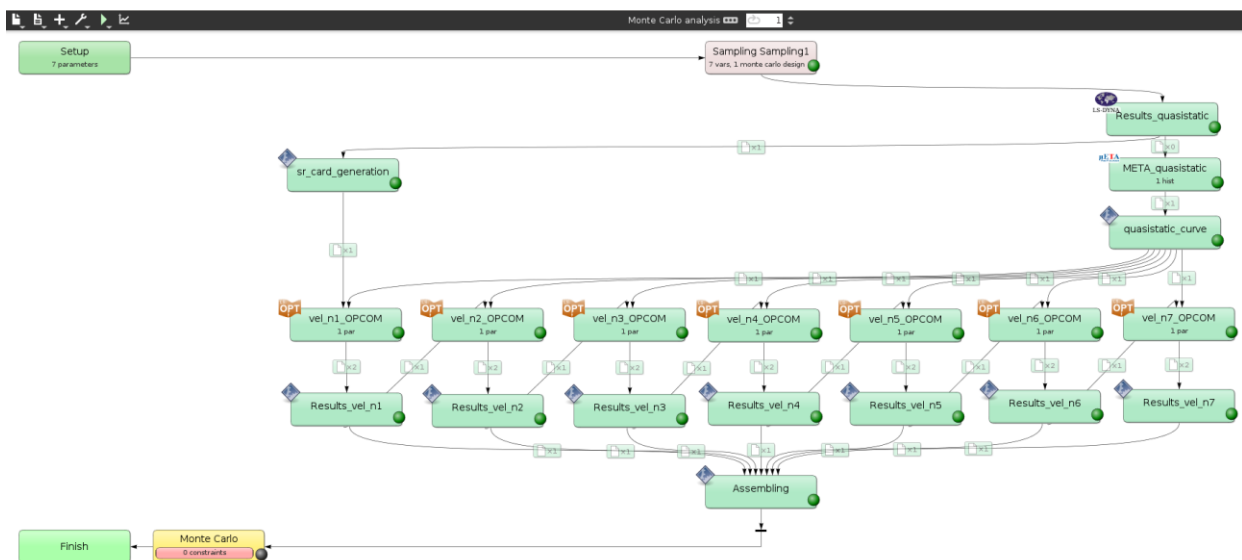 Monte Carlo analysis 1
Setup
7 parameters
Sampling Sampling1
7 vars, 1 monte carlo design
LS-DYNA
Results_quasistatic
x1
x0
sr_card_generation
META
META_quasistatic
1 hist
x1
quasistatic_curve
x1
x1 x1 x1 x1 x1 x1 x1
OPT OPT OPT OPT OPT OPT OPT
vel_n1_OPCOM vel_n2_OPCOM vel_n3_OPCOM vel_n4_OPCOM vel_n5_OPCOM vel_n6_OPCOM vel_n7_OPCOM
1 par 1 par 1 par 1 par 1 par 1 par 1 par
x2 x1 x2 x1 x2 x1 x2 x1 x2 x1 x2 x1 x2
Results_vel_n1 Results_vel_n2 Results_vel_n3 Results_vel_n4 Results_vel_n5 Results_vel_n6 Results_vel_n7
x1 x1 x1 x1 x1 x1 x1
Assembling
Finish
Monte Carlo
0 constraints